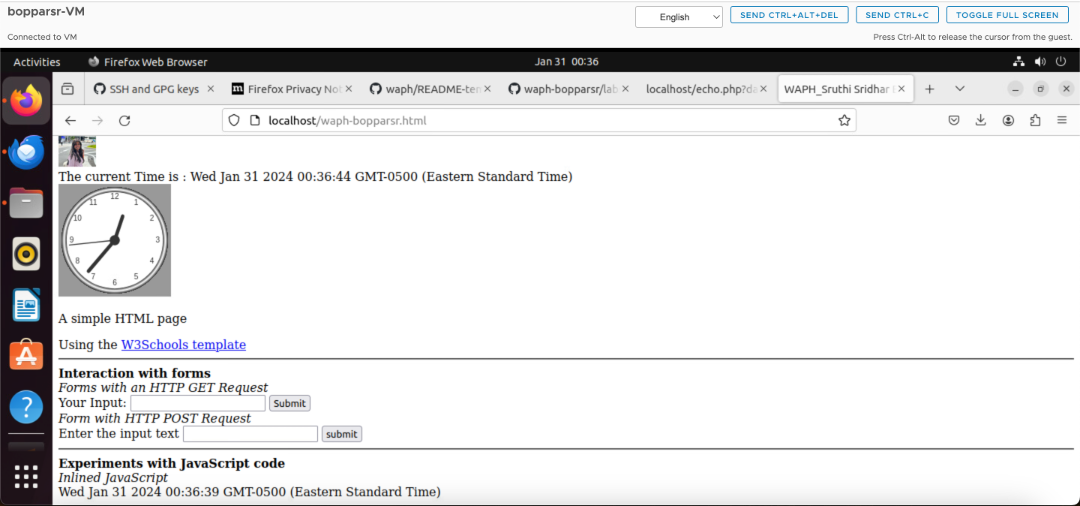 bopparsr-VM
English
SEND CTRL+ALT+DEL
SEND CTRL+C
TOGGLE FULL SCREEN
Connected to VM
Press Ctrl-Alt to release the cursor from the guest.
Activities
Firefox Web Browser
Jan 31 00:36
SSH and GPG keys
Firefox Privacy Not
waph/README-tem
waph-bopparsr/lab
localhost/echo.php?da
WAPH_Sruthi Sridhar
localhost/waph-bopparsr.html
The current Time is : Wed Jan 31 2024 00:36:44 GMT-0500 (Eastern Standard Time)
12
11 1
10 2
9 3
8 4
7 5
6
A simple HTML page
Using the W3Schools template
Interaction with forms
Forms with an HTTP GET Request
Your Input: Submit
Form with HTTP POST Request
Enter the input text submit
Experiments with JavaScript code
Inlined JavaScript
Wed Jan 31 2024 00:36:39 GMT-0500 (Eastern Standard Time)